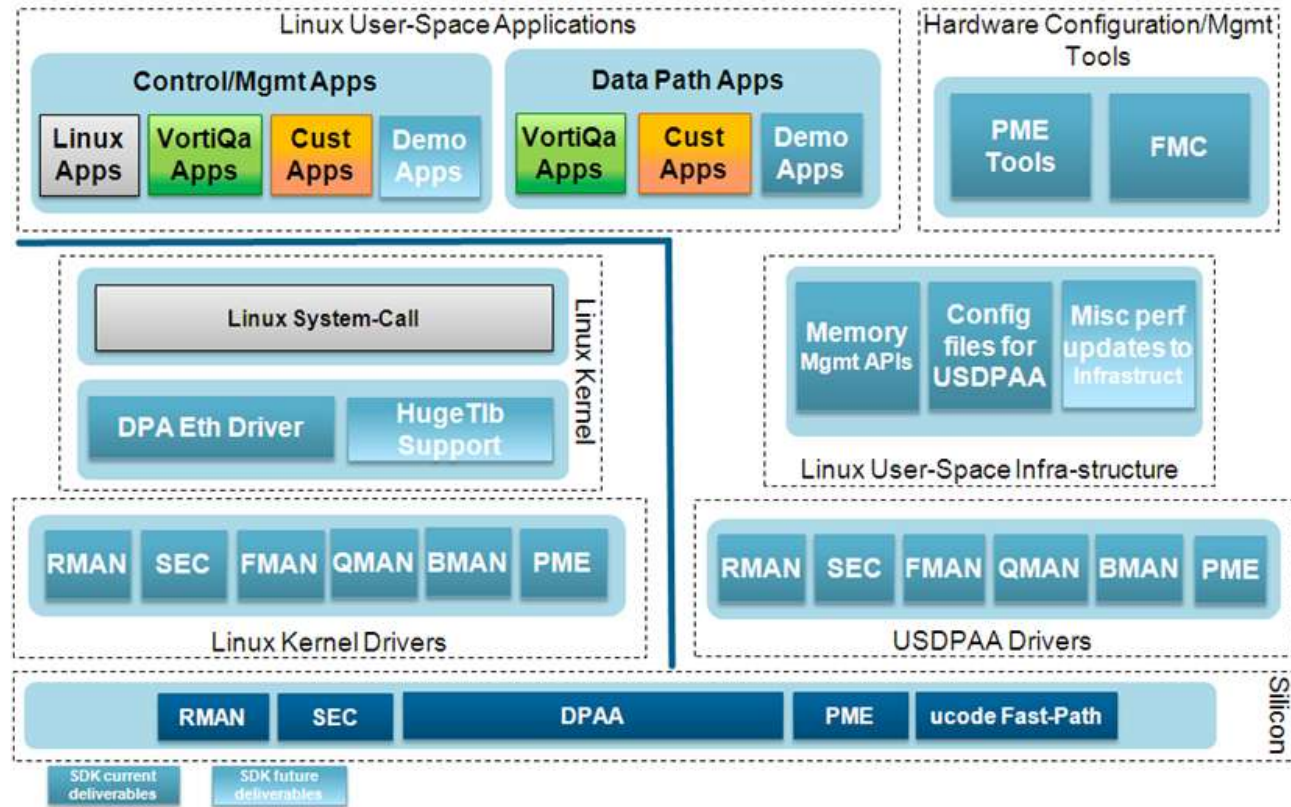 Linux User-Space Applications
Control/Mgmt Apps
Linux
Apps
VortiQa
Apps
Cust
Apps
Demo
Apps
Data Path Apps
VortiQa
Apps
Cust
Apps
Demo
Apps
Hardware Configuration/Mgmt
Tools
PME
Tools
FMC
Linux System-Call
DPA Eth Driver
HugeTlb
Support
Linux Kernel
Memory
Mgmt APIs
Config
files for
USDPAA
Misc perf
updates to
Infrastruct
Linux User-Space Infra-structure
RMAN
SEC
FMAN
QMAN
BMAN
PME
Linux Kernel Drivers
RMAN
SEC
FMAN
QMAN
BMAN
PME
USDPAA Drivers
RMAN
SEC
DPAA
PME
ucode Fast-Path
Silicon
SDK current
deliverables
SDK future
deliverables